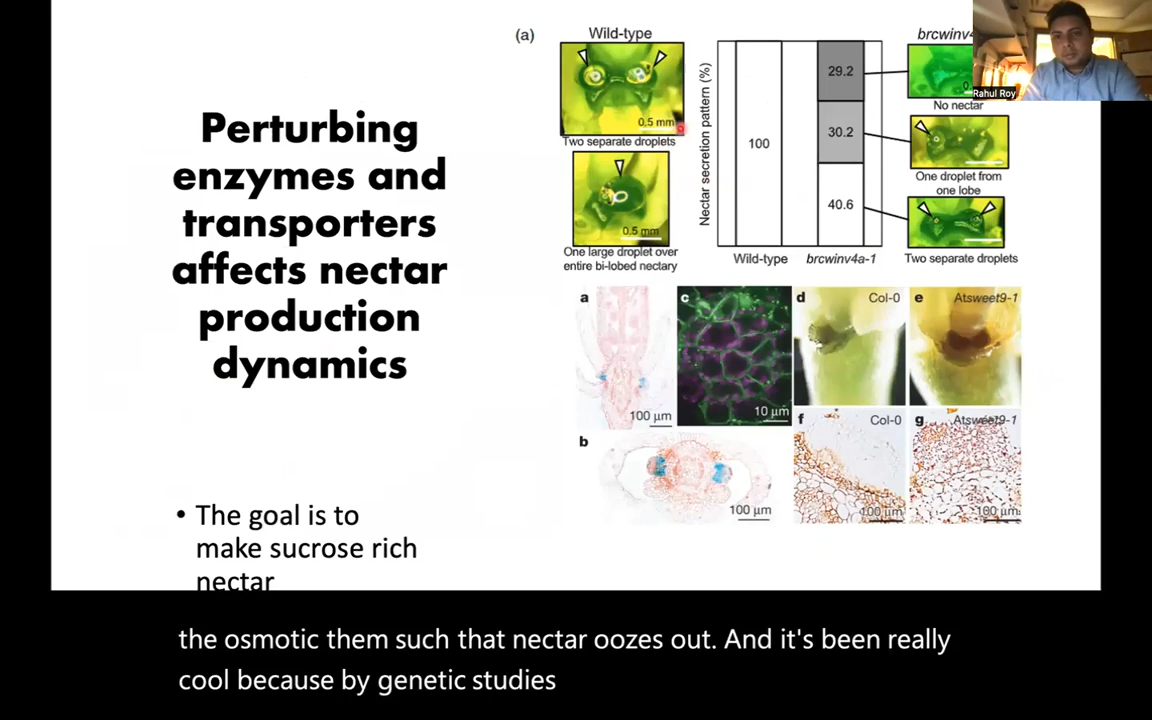 Perturbing
enzymes and
transporters
affects nectar
production
dynamics
• The goal is to
make sucrose rich
nectar
(a)
Wild-type
0.5 mm
Two separate droplets
0.5 mm
One large droplet over
entire bi-lobed nectary
Nectar secretion pattern (%)
100
29.2
30.2
40.6
Wild-type
brcwinv4a-1
No nectar
One droplet from
one lobe
Two separate droplets
Rahul Roy
a
100 µm
b
100 µm
c
10 µm
d
Col-0
e
Atsweet9-1
f
Col-0
100 µm
g
Atsweet9-1
100 µm
the osmotic them such that nectar oozes out. And it's been really
cool because by genetic studies